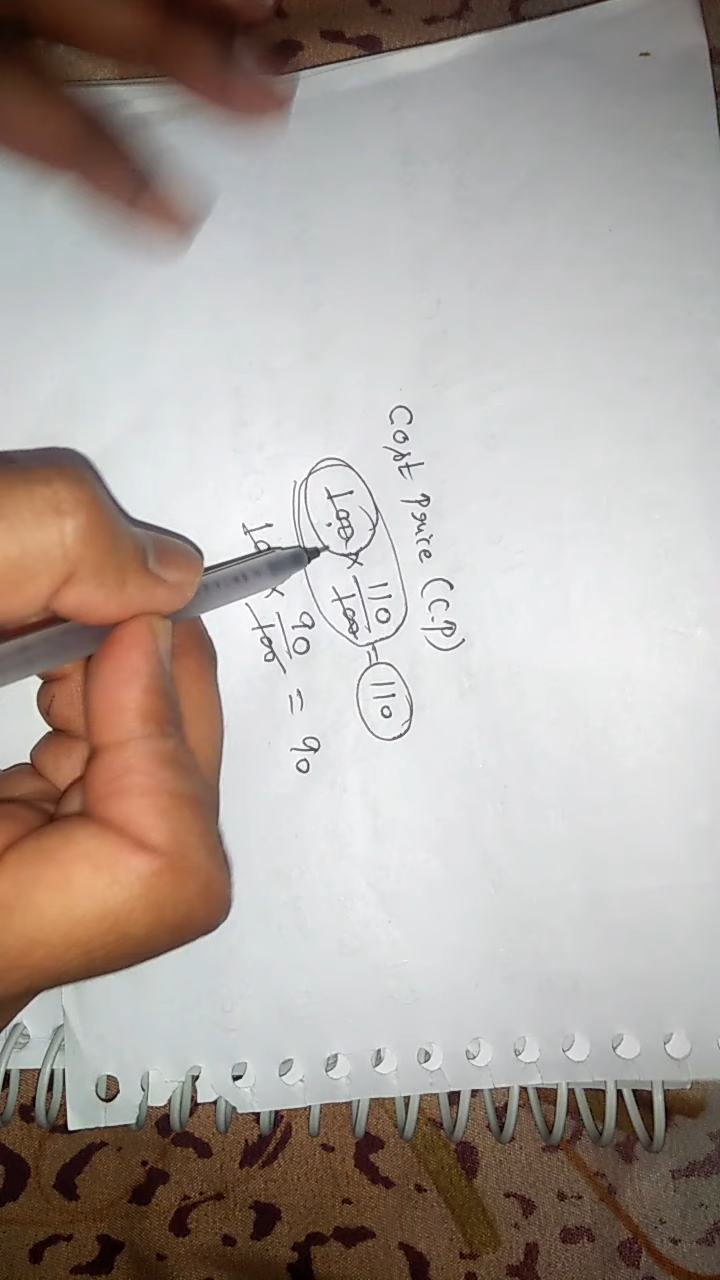 Cost price (C.P)
100 × 110/100 = 110
× 90/100 = 90